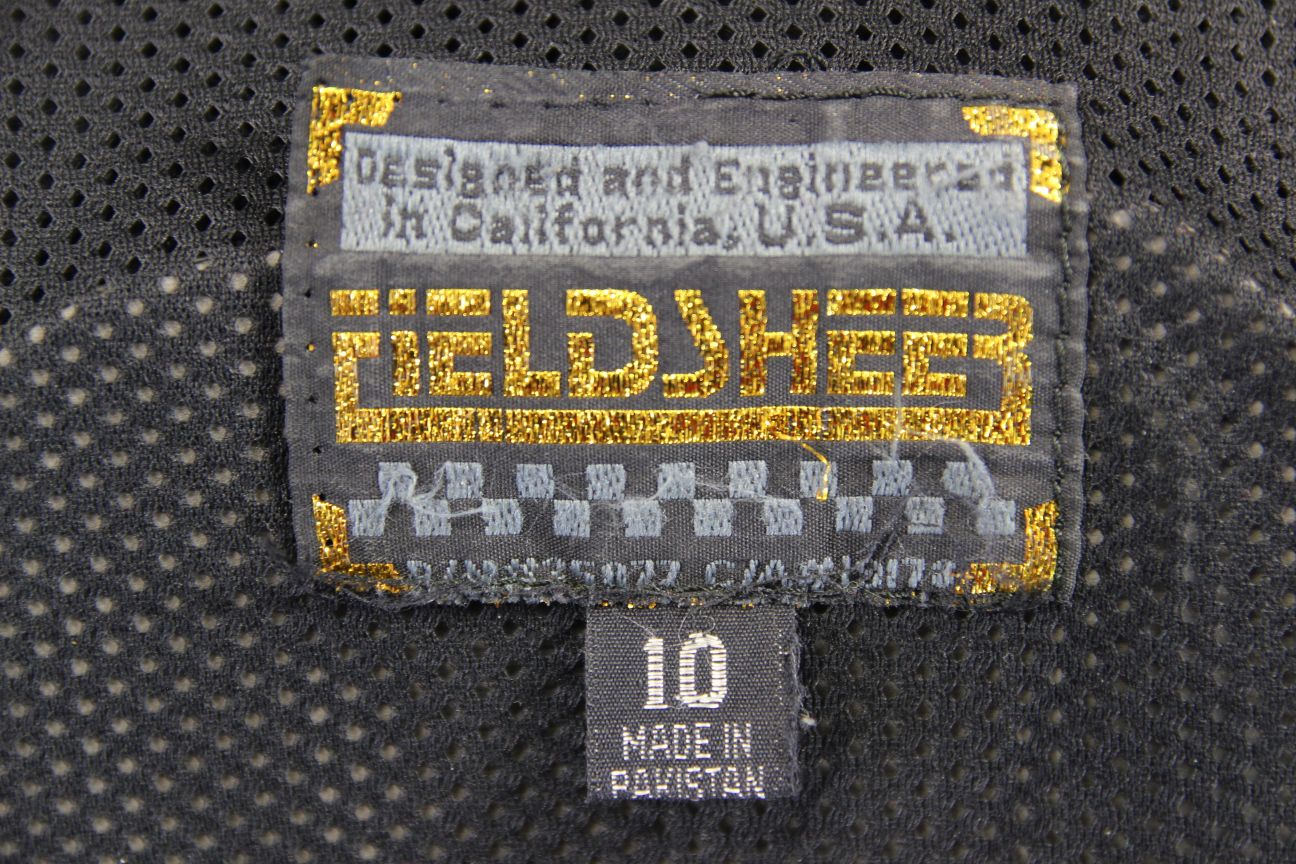 Designed and Engineered
in California, U.S.A.
FIELDSHEER
10
MADE IN
PAKISTAN